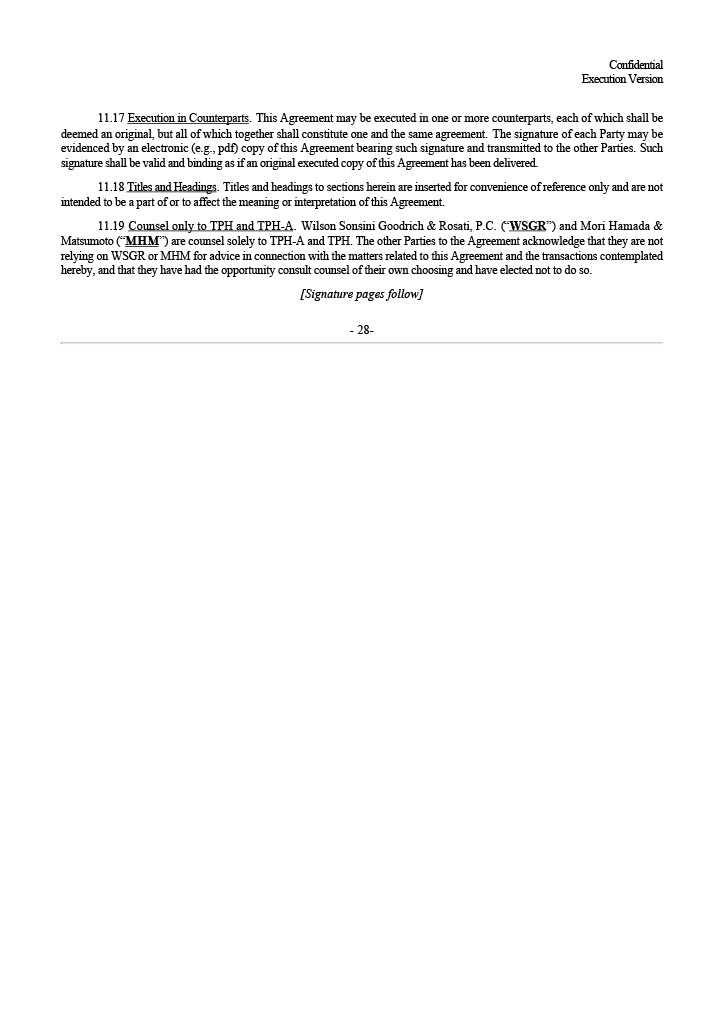 Confidential
Execution Version
11.17 Execution in Counterparts. This Agreement may be executed in one or more counterparts, each of which shall be
deemed an original, but all of which together shall constitute one and the same agreement. The signature of each Party may be
evidenced by an electronic (e.g., pdf) copy of this Agreement bearing such signature and transmitted to the other Parties. Such
signature shall be valid and binding as if an original executed copy of this Agreement has been delivered.
11.18 Titles and Headings. Titles and headings to sections herein are inserted for convenience of reference only and are not
intended to be a part of or to affect the meaning or interpretation of this Agreement.
11.19 Counsel only to TPH and TPH-A. Wilson Sonsini Goodrich & Rosati, P.C. (“WSGR”) and Mori Hamada &
Matsumoto (“MHM”) are counsel solely to TPH-A and TPH. The other Parties to the Agreement acknowledge that they are not
relying on WSGR or MHM for advice in connection with the matters related to this Agreement and the transactions contemplated
hereby, and that they have had the opportunity consult counsel of their own choosing and have elected not to do so.
[Signature pages follow]
- 28-